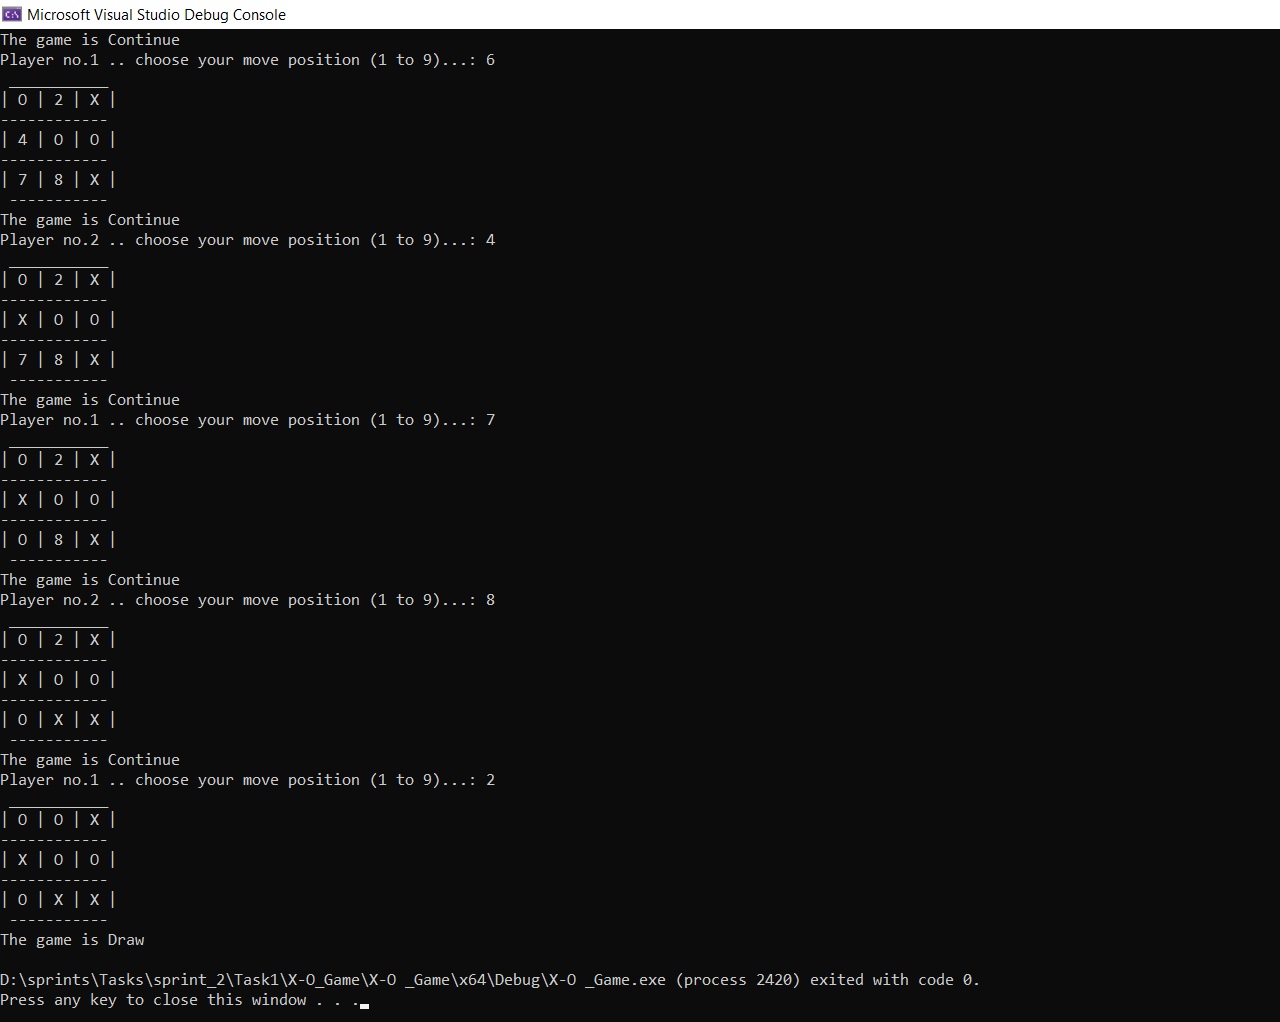 Microsoft Visual Studio Debug Console
The game is Continue
Player no.1 .. choose your move position (1 to 9)...: 6
 ___________
| O | 2 | X |
------------
| 4 | O | O |
------------
| 7 | 8 | X |
 -----------
The game is Continue
Player no.2 .. choose your move position (1 to 9)...: 4
 ___________
| O | 2 | X |
------------
| X | O | O |
------------
| 7 | 8 | X |
 -----------
The game is Continue
Player no.1 .. choose your move position (1 to 9)...: 7
 ___________
| O | 2 | X |
------------
| X | O | O |
------------
| O | 8 | X |
 -----------
The game is Continue
Player no.2 .. choose your move position (1 to 9)...: 8
 ___________
| O | 2 | X |
------------
| X | O | O |
------------
| O | X | X |
 -----------
The game is Continue
Player no.1 .. choose your move position (1 to 9)...: 2
 ___________
| O | O | X |
------------
| X | O | O |
------------
| O | X | X |
 -----------
The game is Draw
D:\sprints\Tasks\sprint_2\Task1\X-O_Game\X-O _Game\x64\Debug\X-O _Game.exe (process 2420) exited with code 0.
Press any key to close this window . . .